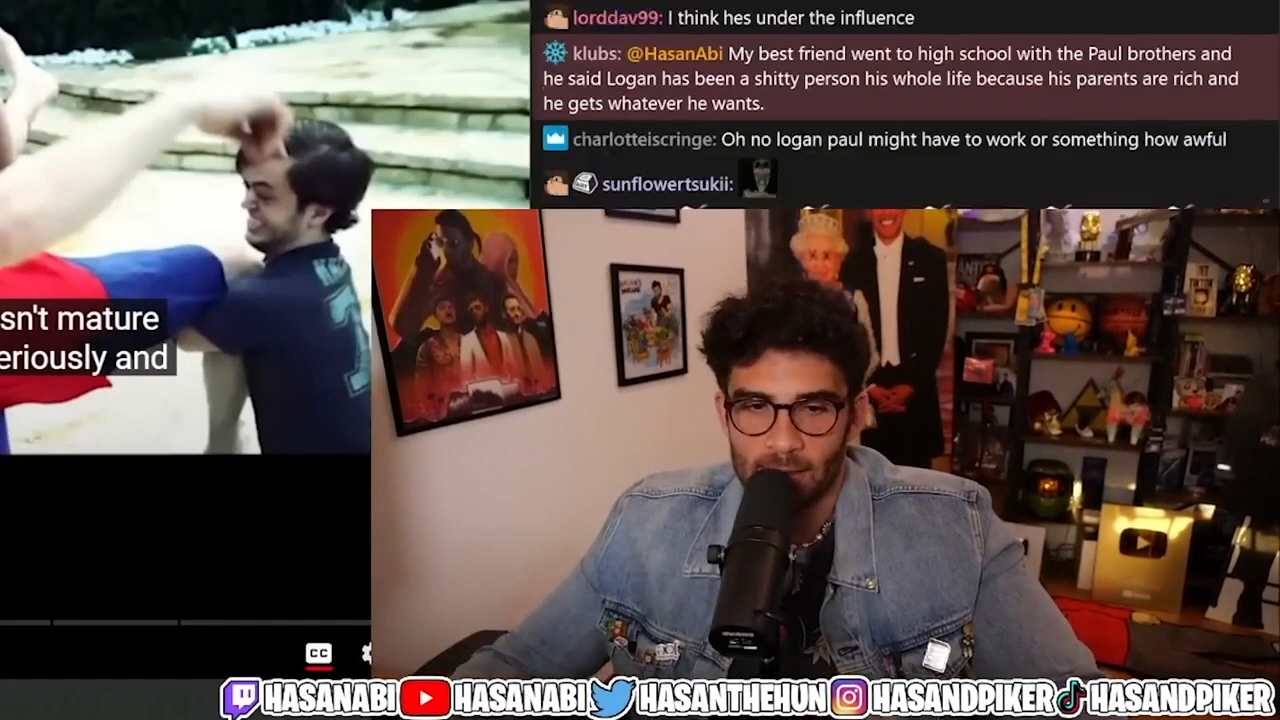 lorddav99: I think hes under the influence
klubs: @HasanAbi My best friend went to high school with the Paul brothers and
he said Logan has been a shitty person his whole life because his parents are rich and
he gets whatever he wants.
charlotteiscringe: Oh no logan paul might have to work or something how awful
sunflowertsukii:
sn't mature
eriously and
CC
HASANABI HASANABI HASANTHEHUN HASANDPIKER HASANDPIKER